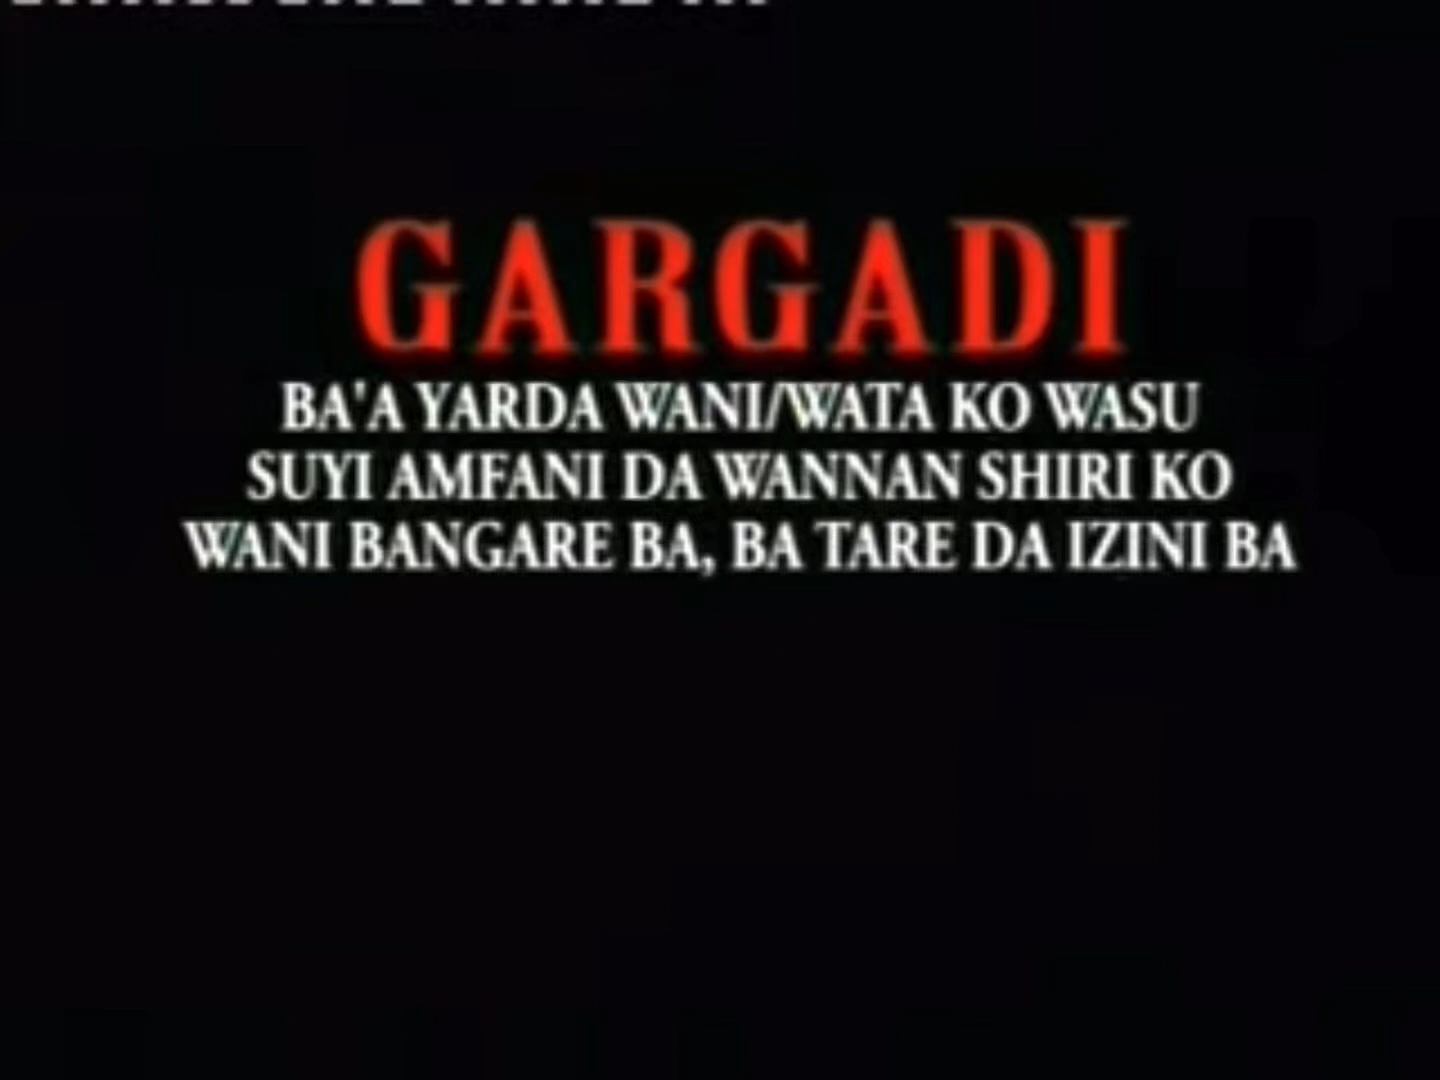 GARGADI
BA'A YARDA WANI/WATA KO WASU
SUYI AMFANI DA WANNAN SHIRI KO
WANI BANGARE BA, BA TARE DA IZINI BA